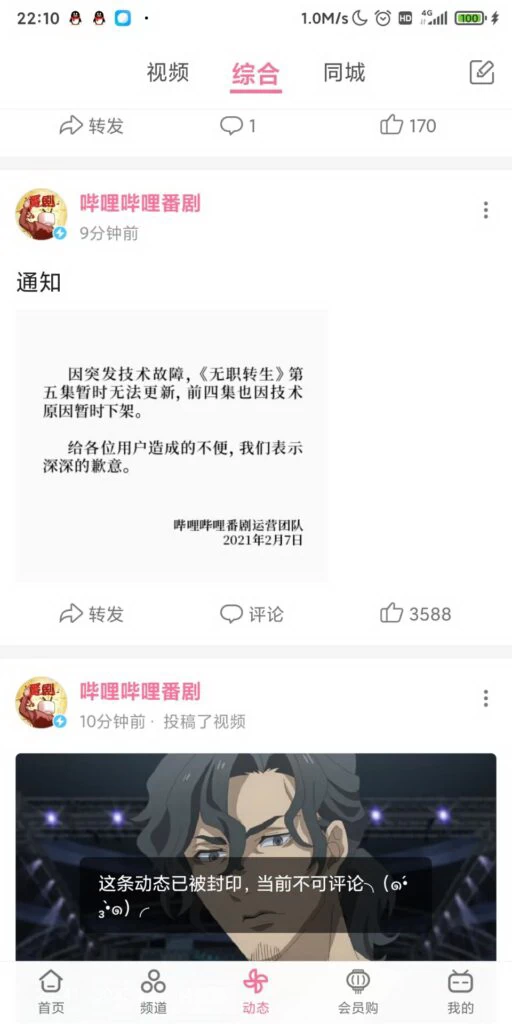 22:10
1.0M/s HD 4G 100
视频 综合 同城
转发 1 170
哔哩哔哩番剧
9分钟前
通知
因突发技术故障，《无职转生》第
五集暂时无法更新，前四集也因技术
原因暂时下架。
给各位用户造成的不便，我们表示
深深的歉意。
哔哩哔哩番剧运营团队
2021年2月7日
转发 评论 3588
哔哩哔哩番剧
10分钟前 · 投稿了视频
这条动态已被封印，当前不可评论╮(๑•́
₃•̀๑)╭
首页 频道 动态 会员购 我的